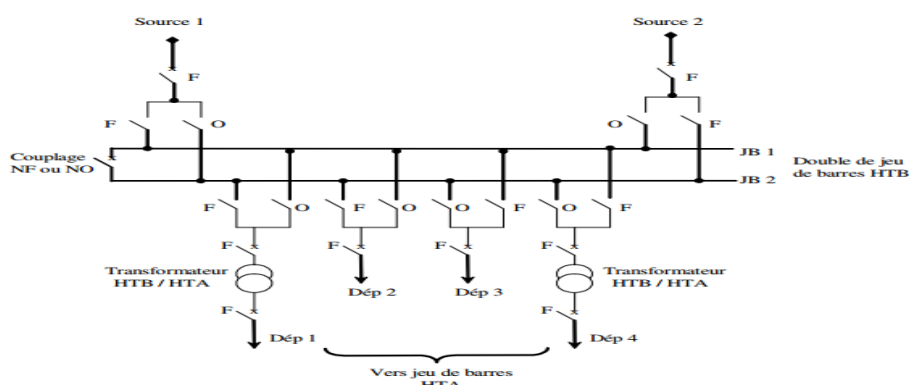 Source 1
Source 2
F
F
F
O
O
F
Couplage
NF ou NO
JB 1
JB 2
Double de jeu
de barres HTB
F
O
F
O
O
F
O
F
F
F
F
F
Transformateur
HTB / HTA
Transformateur
HTB / HTA
Dép 2
Dép 3
F
F
Dép 1
Dép 4
Vers jeu de barres
HTA